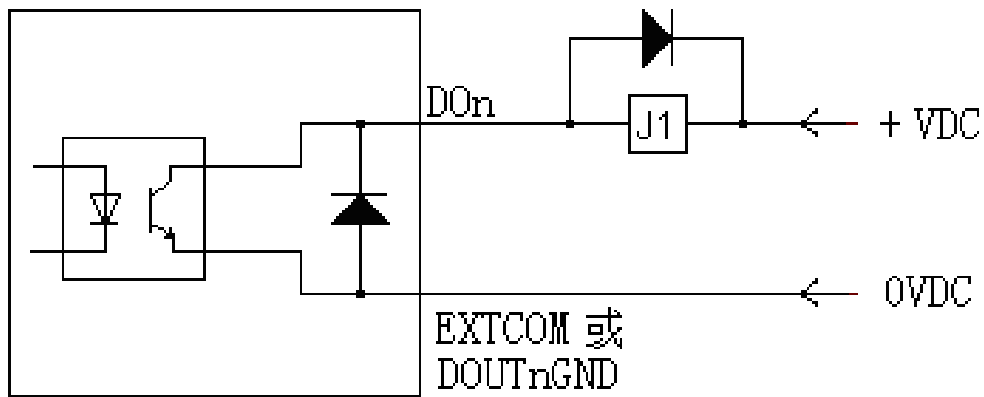 DOn
J1
+ VDC
0VDC
EXTCOM 或
DOUTnGND